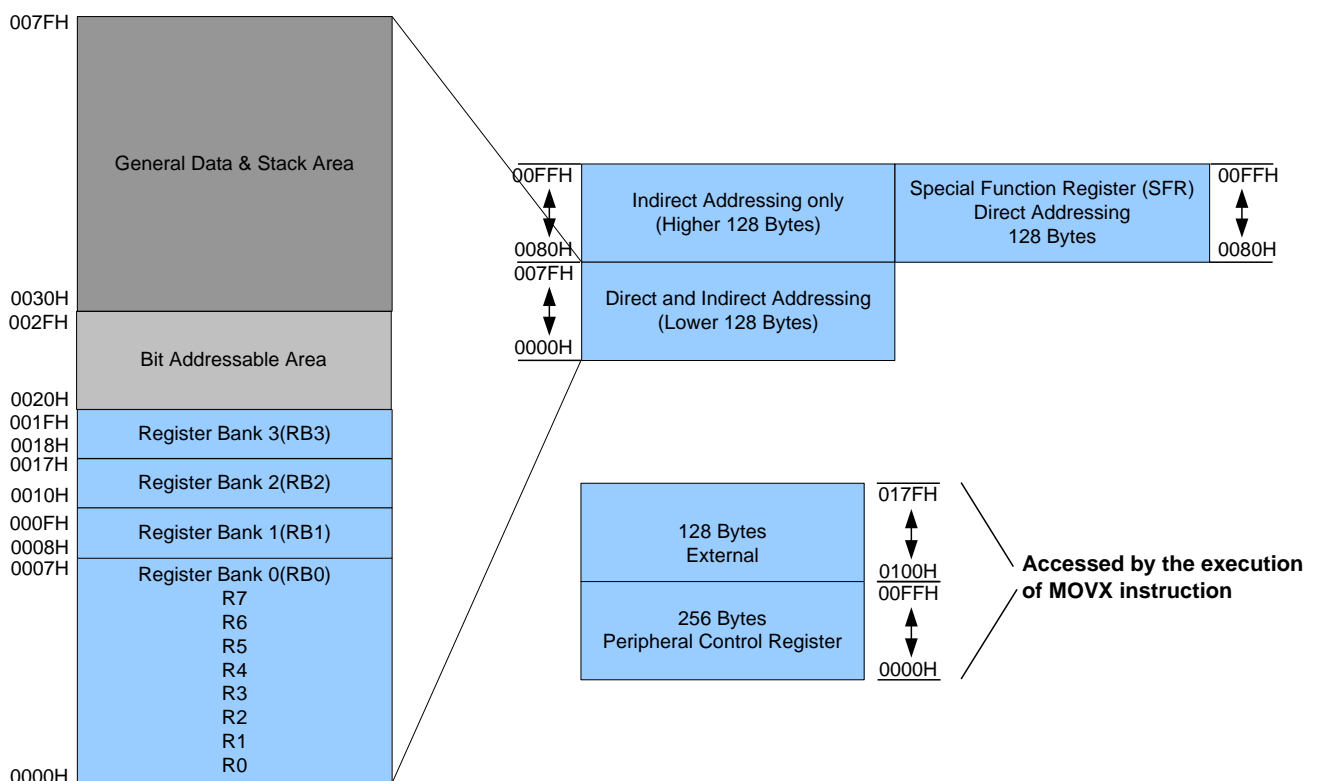 007FH
General Data & Stack Area
0030H
002FH
Bit Addressable Area
0020H
001FH
Register Bank 3(RB3)
0018H
0017H
Register Bank 2(RB2)
0010H
000FH
Register Bank 1(RB1)
0008H
0007H
Register Bank 0(RB0)
R7
R6
R5
R4
R3
R2
R1
R0
0000H
00FFH
Indirect Addressing only
(Higher 128 Bytes)
0080H
Special Function Register (SFR)
Direct Addressing
128 Bytes
00FFH
0080H
007FH
Direct and Indirect Addressing
(Lower 128 Bytes)
0000H
128 Bytes
External
017FH
0100H
256 Bytes
Peripheral Control Register
00FFH
0000H
Accessed by the execution
of MOVX instruction